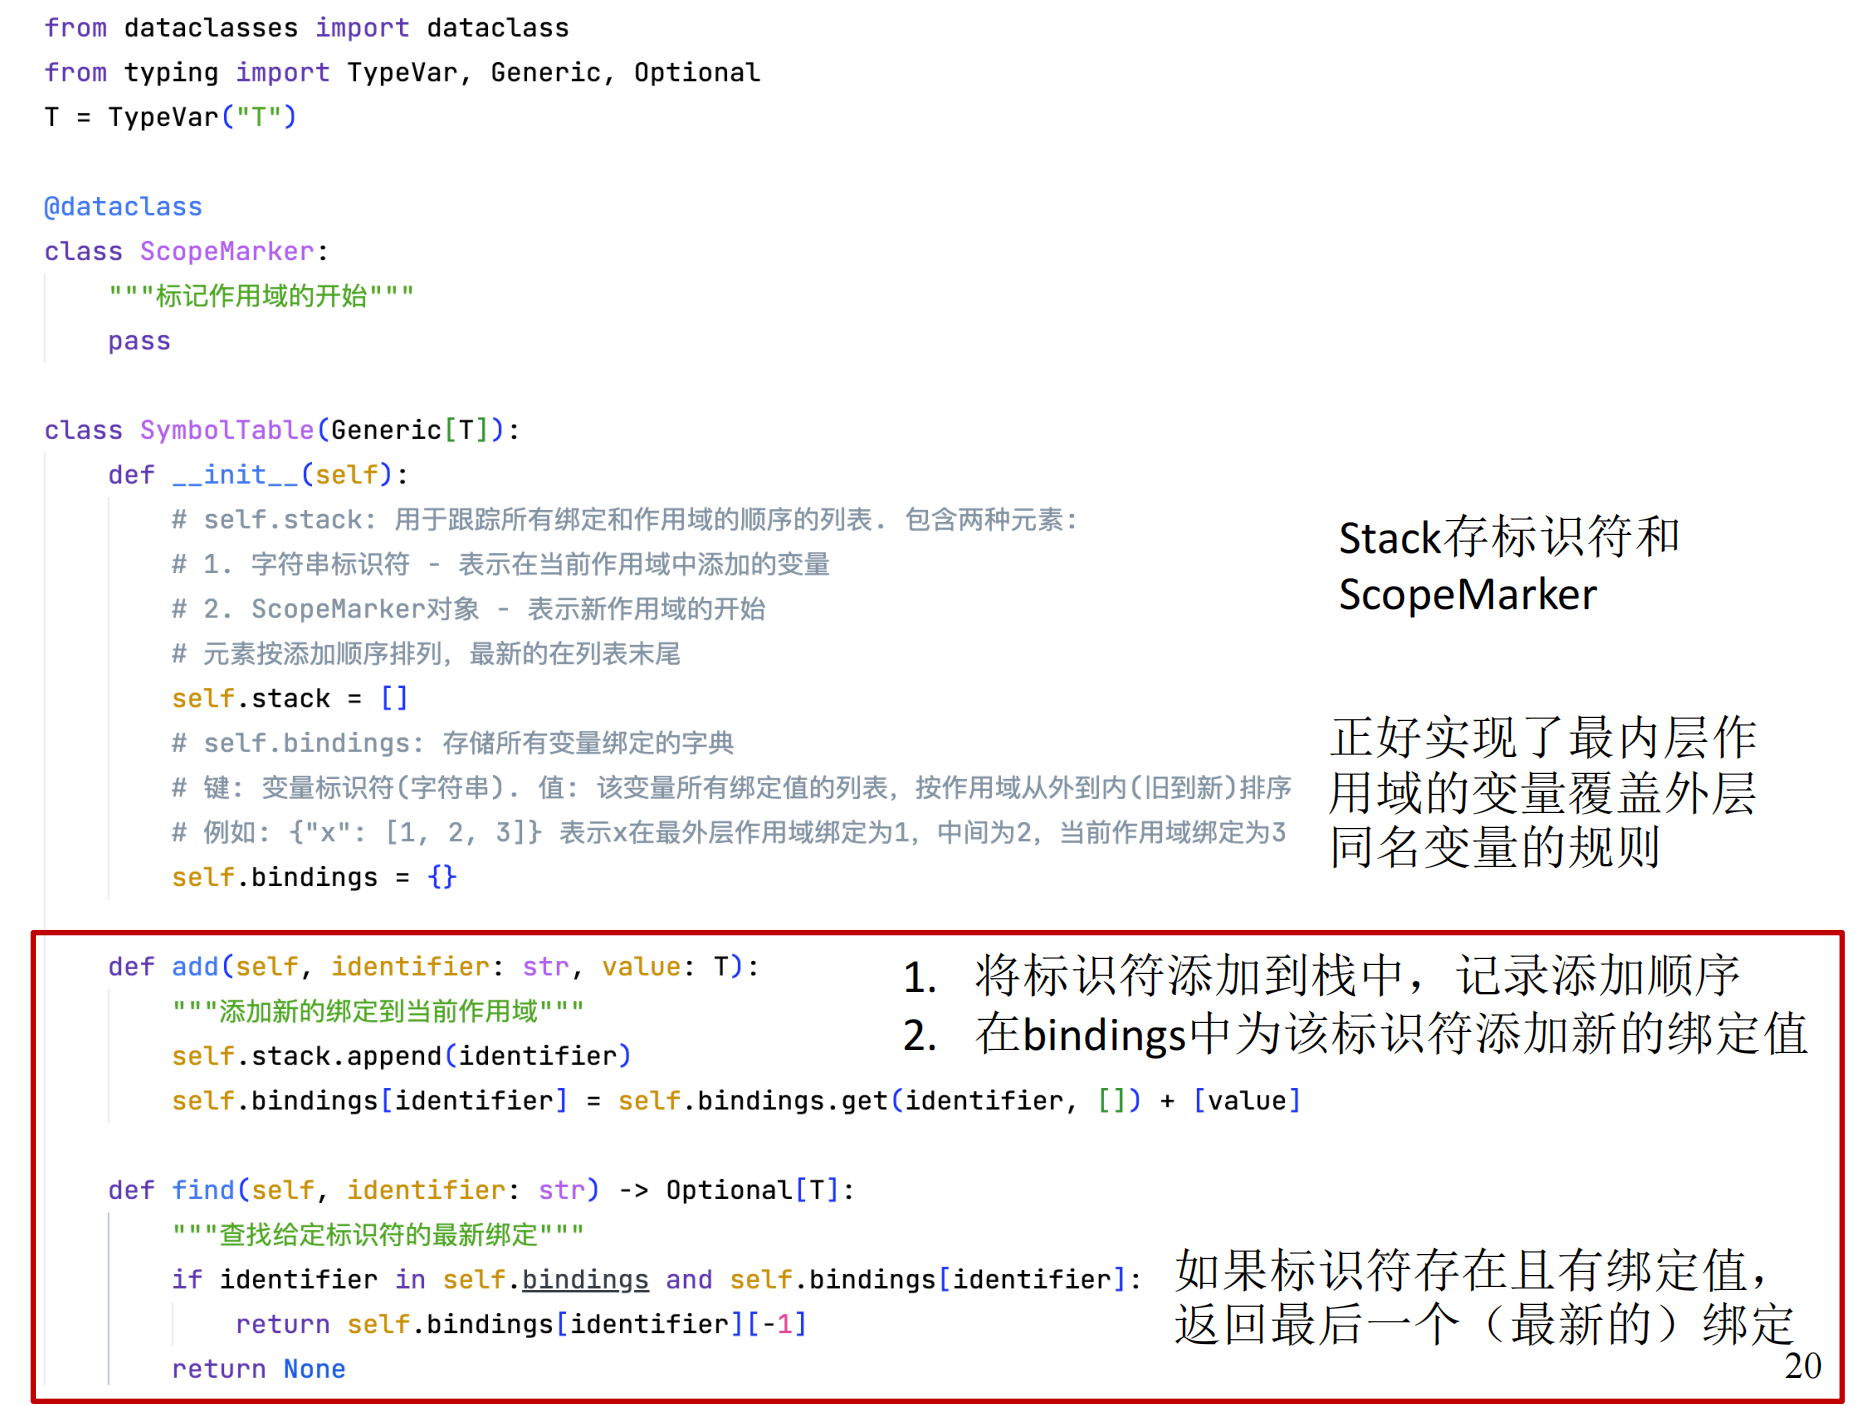 from dataclasses import dataclass
from typing import TypeVar, Generic, Optional
T = TypeVar("T")
@dataclass
class ScopeMarker:
    """标记作用域的开始"""
    pass
class SymbolTable(Generic[T]):
    def __init__(self):
        # self.stack: 用于跟踪所有绑定和作用域的顺序的列表. 包含两种元素:
        # 1. 字符串标识符 - 表示在当前作用域中添加的变量
        # 2. ScopeMarker对象 - 表示新作用域的开始
        # 元素按添加顺序排列, 最新的在列表末尾
        self.stack = []
        # self.bindings: 存储所有变量绑定的字典
        # 键: 变量标识符(字符串). 值: 该变量所有绑定值的列表, 按作用域从外到内(旧到新)排序
        # 例如: {"x": [1, 2, 3]} 表示x在最外层作用域绑定为1, 中间为2, 当前作用域绑定为3
        self.bindings = {}
Stack存标识符和
ScopeMarker
正好实现了最内层作
用域的变量覆盖外层
同名变量的规则
    def add(self, identifier: str, value: T):
        """添加新的绑定到当前作用域"""
        self.stack.append(identifier)
        self.bindings[identifier] = self.bindings.get(identifier, []) + [value]
1. 将标识符添加到栈中，记录添加顺序
2. 在bindings中为该标识符添加新的绑定值
    def find(self, identifier: str) -> Optional[T]:
        """查找给定标识符的最新绑定"""
        if identifier in self.bindings and self.bindings[identifier]:
            return self.bindings[identifier][-1]
        return None
如果标识符存在且有绑定值，
返回最后一个（最新的）绑定
20